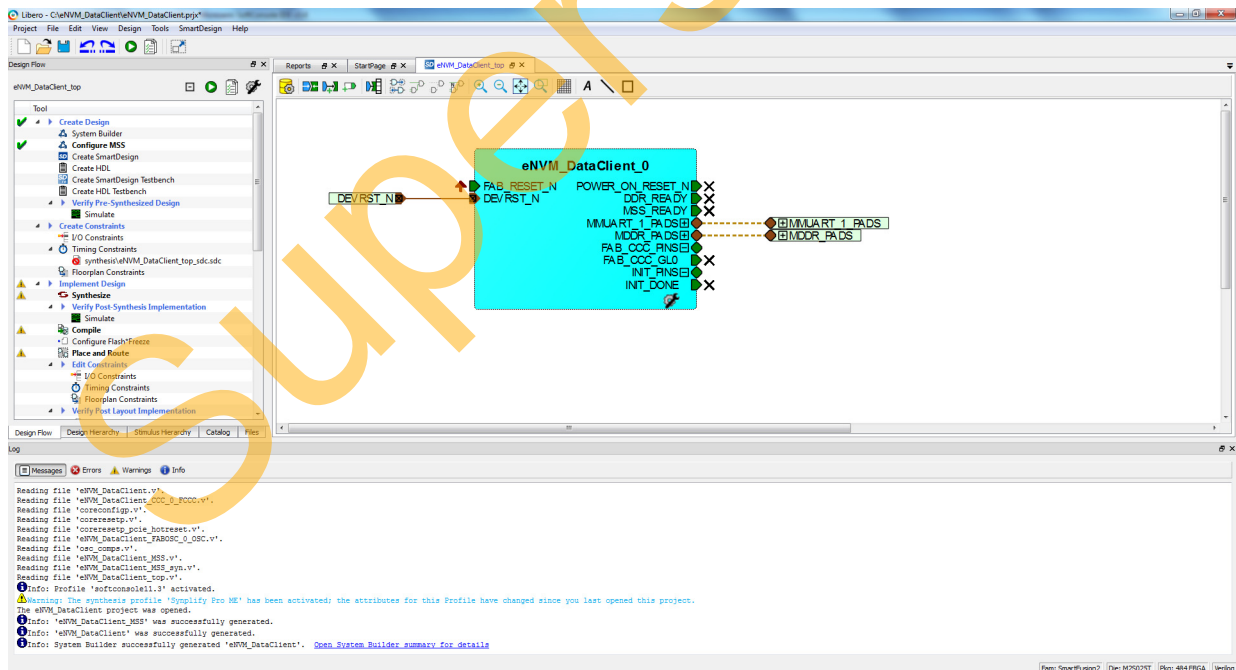 Libero - C:\eNVM_DataClient\eNVM_DataClient.prjx*
Project File Edit View Design Tools SmartDesign Help
Design Flow
Reports
StartPage
eNVM_DataClient_top
eNVM_DataClient_top
Tool
Create Design
System Builder
Configure MSS
Create SmartDesign
Create HDL
Create SmartDesign Testbench
Create HDL Testbench
Verify Pre-Synthesized Design
Simulate
Create Constraints
I/O Constraints
Timing Constraints
synthesis\eNVM_DataClient_top_sdc.sdc
Floorplan Constraints
Implement Design
Synthesize
Verify Post-Synthesis Implementation
Simulate
Compile
Configure Flash*Freeze
Place and Route
Edit Constraints
I/O Constraints
Timing Constraints
Floorplan Constraints
Verify Post Layout Implementation
Design Flow Design Hierarchy Stimulus Hierarchy Catalog Files
eNVM_DataClient_0
FAB_RESET_N POWER_ON_RESET_N
DEVRST_N DEVRST_N DDR_READY
MSS_READY
MMUART_1_PADS MMUART_1_PADS
MDDR_PADS MDDR_PADS
FAB_CCC_PINS
FAB_CCC_GL0
INIT_PINS
INIT_DONE
Log
Messages Errors Warnings Info
Reading file 'eNVM_DataClient.v'.
Reading file 'eNVM_DataClient_CCC_0_FCCC.v'.
Reading file 'coreconfigp.v'.
Reading file 'coreresetp.v'.
Reading file 'coreresetp_pcie_hotreset.v'.
Reading file 'eNVM_DataClient_FABOSC_0_OSC.v'.
Reading file 'osc_comps.v'.
Reading file 'eNVM_DataClient_MSS.v'.
Reading file 'eNVM_DataClient_MSS_syn.v'.
Reading file 'eNVM_DataClient_top.v'.
Info: Profile 'softconsole11.3' activated.
Warning: The synthesis profile 'Synplify Pro ME' has been activated; the attributes for this Profile have changed since you last opened this project.
The eNVM_DataClient project was opened.
Info: 'eNVM_DataClient_MSS' was successfully generated.
Info: 'eNVM_DataClient' was successfully generated.
Info: System Builder successfully generated 'eNVM_DataClient'. Open System Builder summary for details
Fam: SmartFusion2 Die: M2S025T Pkg: 484 FBGA Verilog